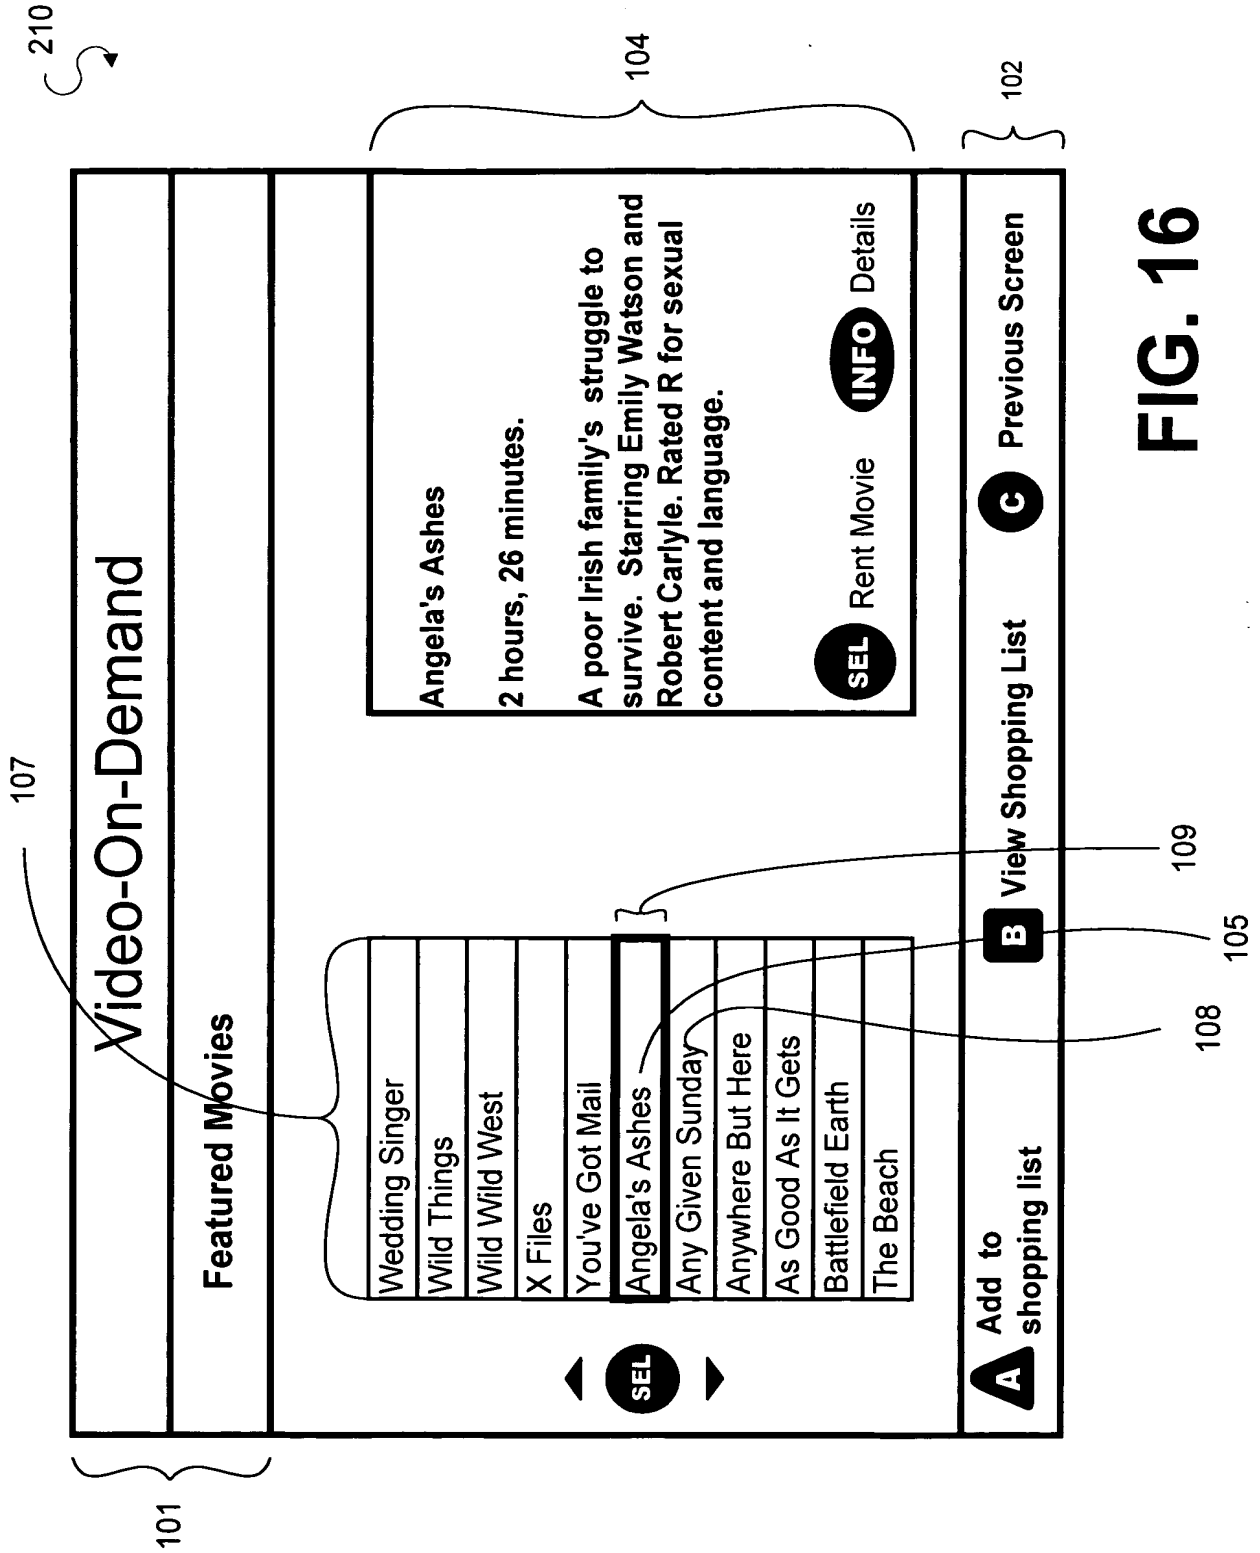 210
107
Video-On-Demand
101
Featured Movies
Wedding Singer
Wild Things
Wild Wild West
X Files
You've Got Mail
Angela's Ashes
Any Given Sunday
Anywhere But Here
As Good As It Gets
Battlefield Earth
The Beach
SEL
109
108
105
Angela's Ashes
2 hours, 26 minutes.
A poor Irish family's struggle to
survive. Starring Emily Watson and
Robert Carlyle. Rated R for sexual
content and language.
SEL Rent Movie INFO Details
104
A Add to
shopping list
B View Shopping List
C Previous Screen
102
FIG. 16